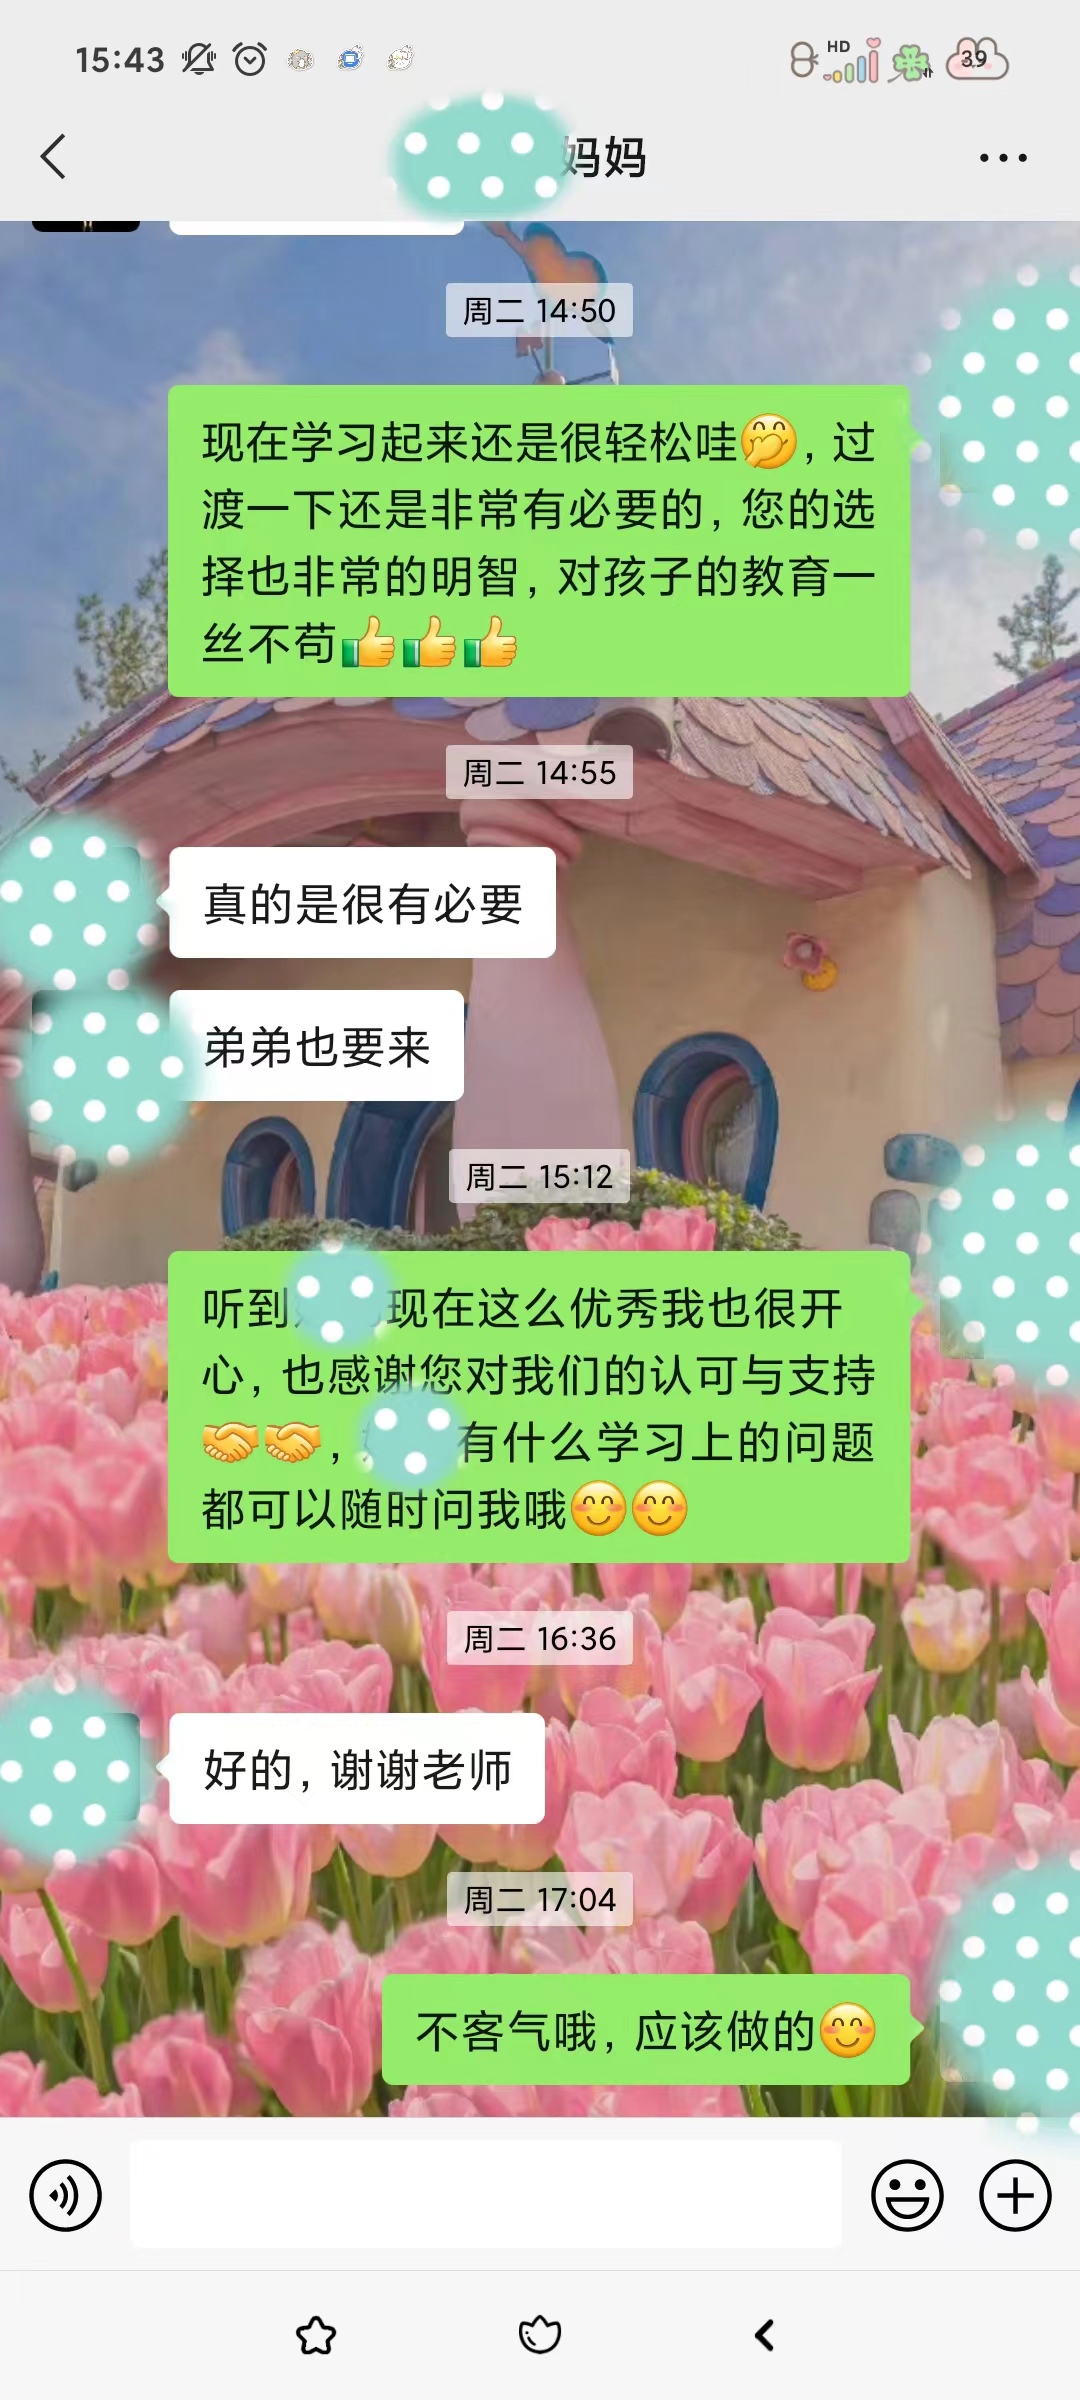 15:43
HD
39
妈妈
周二 14:50
现在学习起来还是很轻松哇🤭，过
渡一下还是非常有必要的，您的选
择也非常的明智，对孩子的教育一
丝不苟👍👍👍
周二 14:55
真的是很有必要
弟弟也要来
周二 15:12
听到 现在这么优秀我也很开
心，也感谢您对我们的认可与支持
🤝🤝， 有什么学习上的问题
都可以随时问我哦😊😊
周二 16:36
好的，谢谢老师
周二 17:04
不客气哦，应该做的😊